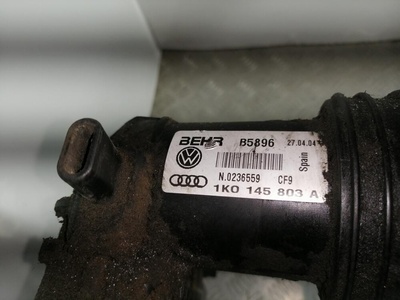 BEHR B5896 27.04.04
Spain
N.0236559 CF9
1K0 145 803 A